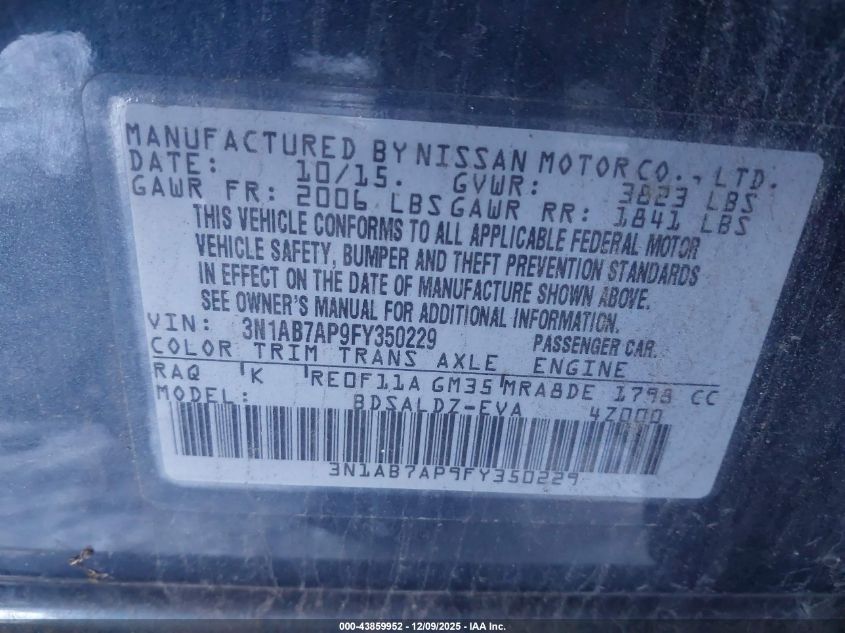 MANUFACTURED BY NISSAN MOTOR CO., LTD.
DATE: 10/15. GVWR: 3823 LBS
GAWR FR: 2006 LBS GAWR RR: 1841 LBS
THIS VEHICLE CONFORMS TO ALL APPLICABLE FEDERAL MOTOR
VEHICLE SAFETY, BUMPER AND THEFT PREVENTION STANDARDS
IN EFFECT ON THE DATE OF MANUFACTURE SHOWN ABOVE.
SEE OWNER'S MANUAL FOR ADDITIONAL INFORMATION.
VIN: 3N1AB7AP9FY350229 PASSENGER CAR.
COLOR TRIM TRANS AXLE ENGINE
RAQ K RE0F11A GM35 MRA8DE 1798 CC
MODEL: BDSALDZ-EVA 4Z000
3N1AB7AP9FY350229
000-43859952 | 12/09/2025 - IAA Inc.